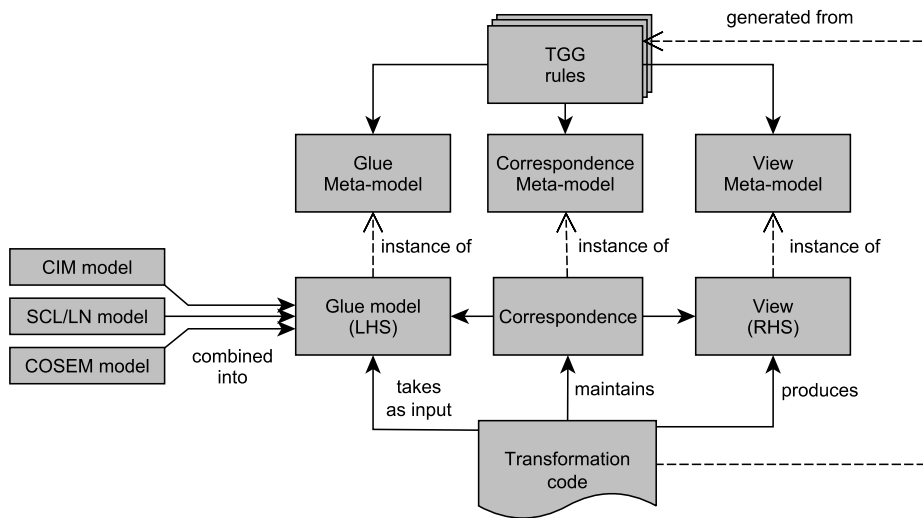 generated from
TGG
rules
Glue
Meta-model
Correspondence
Meta-model
View
Meta-model
instance of
instance of
instance of
CIM model
SCL/LN model
COSEM model
combined
into
Glue model
(LHS)
Correspondence
View
(RHS)
takes
as input
maintains
produces
Transformation
code